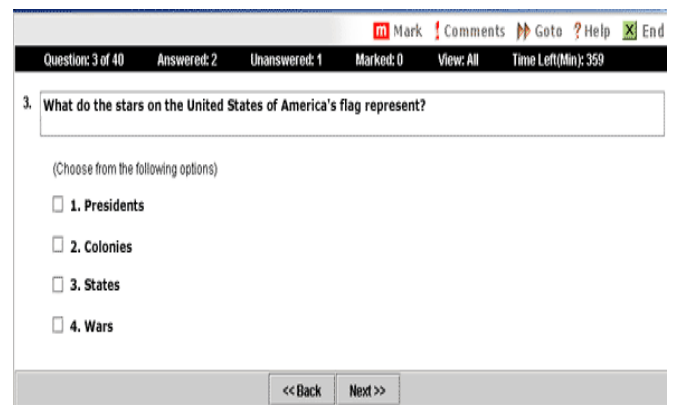 m Mark ! Comments Goto ? Help X End
Question: 3 of 40 Answered: 2 Unanswered: 1 Marked: 0 View: All Time Left(Min): 359
3. What do the stars on the United States of America's flag represent?
(Choose from the following options)
1. Presidents
2. Colonies
3. States
4. Wars
<< Back Next >>